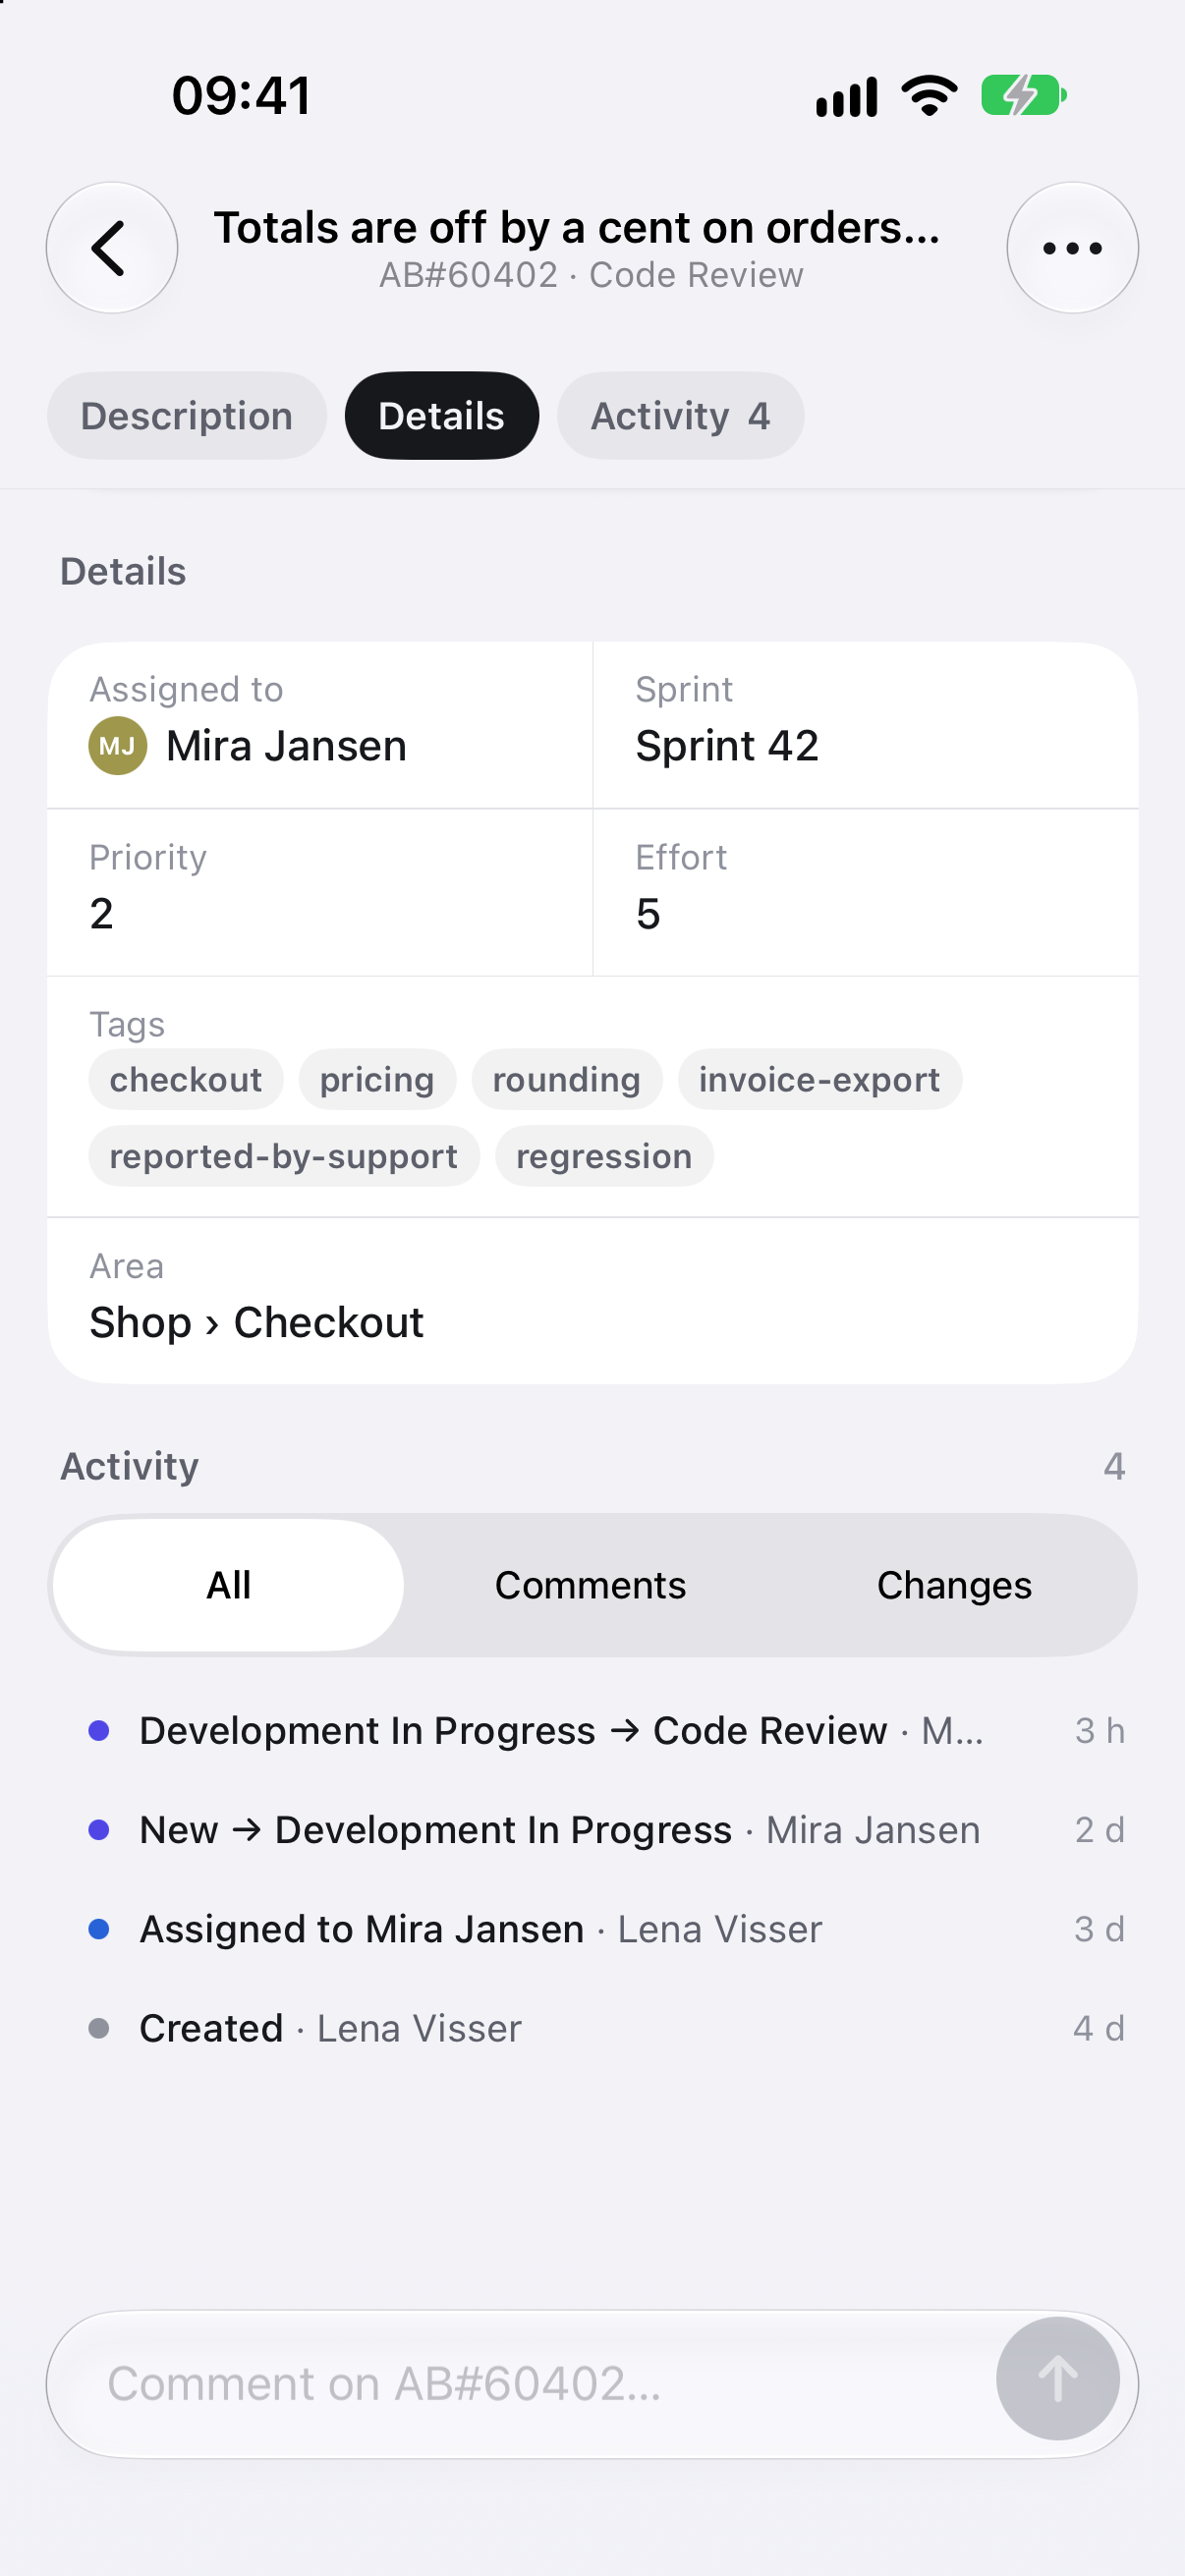 09:41
Totals are off by a cent on orders...
AB#60402 · Code Review
Description Details Activity 4
Details
Assigned to Sprint
MJ Mira Jansen Sprint 42
Priority Effort
2 5
Tags
checkout pricing rounding invoice-export
reported-by-support regression
Area
Shop › Checkout
Activity 4
All Comments Changes
Development In Progress → Code Review · M... 3 h
New → Development In Progress · Mira Jansen 2 d
Assigned to Mira Jansen · Lena Visser 3 d
Created · Lena Visser 4 d
Comment on AB#60402...